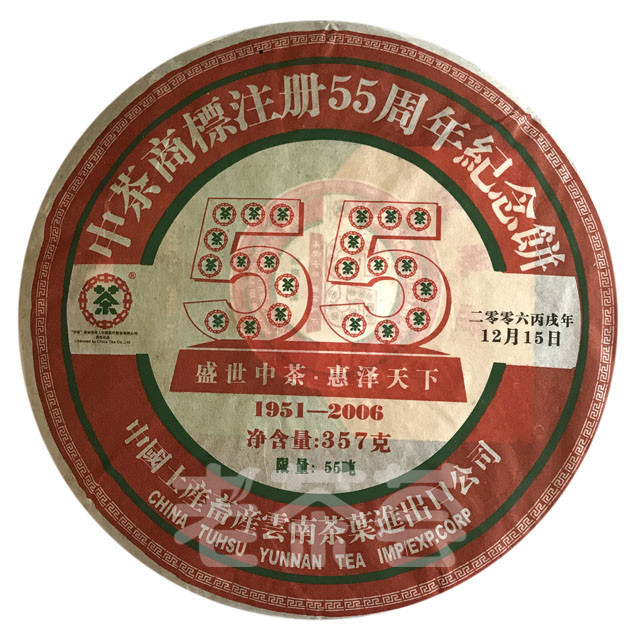 中茶商標注册55周年紀念餅
茶
55
二零零六丙戌年
12月15日
盛世中茶·惠泽天下
1951—2006
净含量:357克
限量: 55吨
中國土產畜產雲南茶葉進出口公司
CHINA TUHSU YUNNAN TEA IMP/EXP.CORP